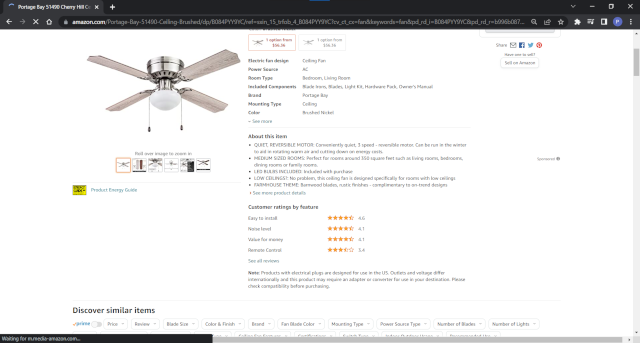 Portage Bay 51490 Cherry Hill C
amazon.com/Portage-Bay-51490-Ceiling-Brushed/dp/B084PYY9YC/ref=sxin_15_trfob_4_B084PYY9YC?cv_ct_cx=fan&keywords=fan&pd_rd_i=B084PYY9YC&pd_rd_r=b996b087...
1 option from
$56.36
1 option from
$56.36
Share
Electric fan design Ceiling Fan
Power Source AC
Room Type Bedroom, Living Room
Included Components Blade Irons, Blades, Light Kit, Hardware Pack, Owner's Manual
Brand Portage Bay
Mounting Type Ceiling
Color Brushed Nickel
See more
Have one to sell?
Sell on Amazon
About this item
• QUIET, REVERSIBLE MOTOR: Conveniently quiet, 3 speed - reversible motor. Can be run in the winter
to aid in rotating warm air and cutting down on energy costs.
• MEDIUM SIZED ROOMS: Perfect for rooms around 350 square feet such as living rooms, bedrooms,
dining rooms or family rooms.
• LED BULBS INCLUDED: Included with purchase
• LOW CEILINGS? No problem, this ceiling fan is designed specifically for rooms with low ceilings
• FARMHOUSE THEME: Barnwood blades, rustic finishes - complimentary to on-trend designs
› See more product details
Roll over image to zoom in
Product Energy Guide
Sponsored
Customer ratings by feature
Easy to install 4.6
Noise level 4.1
Value for money 4.1
Remote Control 3.4
See all reviews
Note: Products with electrical plugs are designed for use in the US. Outlets and voltage differ
internationally and this product may require an adapter or converter for use in your destination. Please
check compatibility before purchasing.
Discover similar items
prime Price Review Blade Size Color & Finish Brand Fan Blade Color Mounting Type Power Source Type Number of Blades Number of Lights
Waiting for m.media-amazon.com...